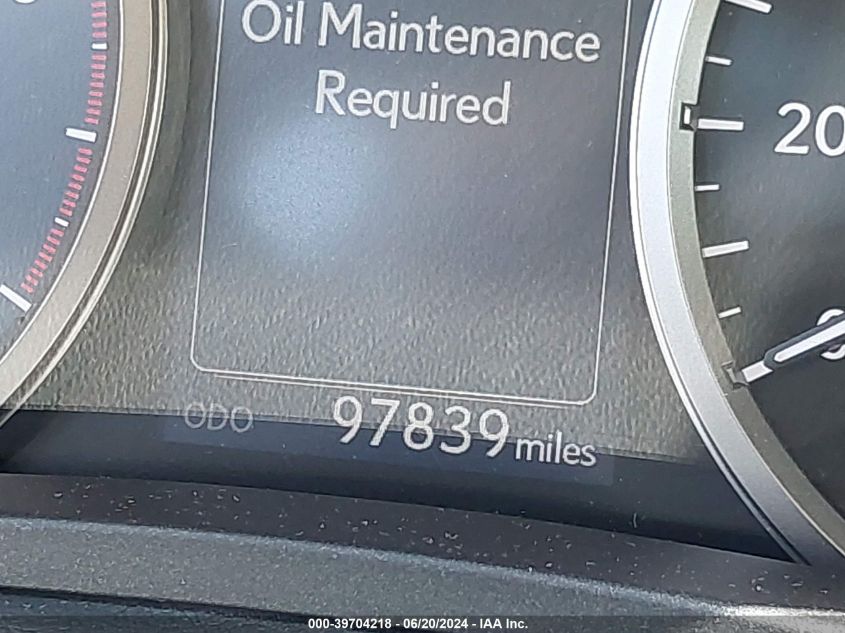 Oil Maintenance
Required
20
ODO 97839 miles
000-39704218 - 06/20/2024 - IAA Inc.